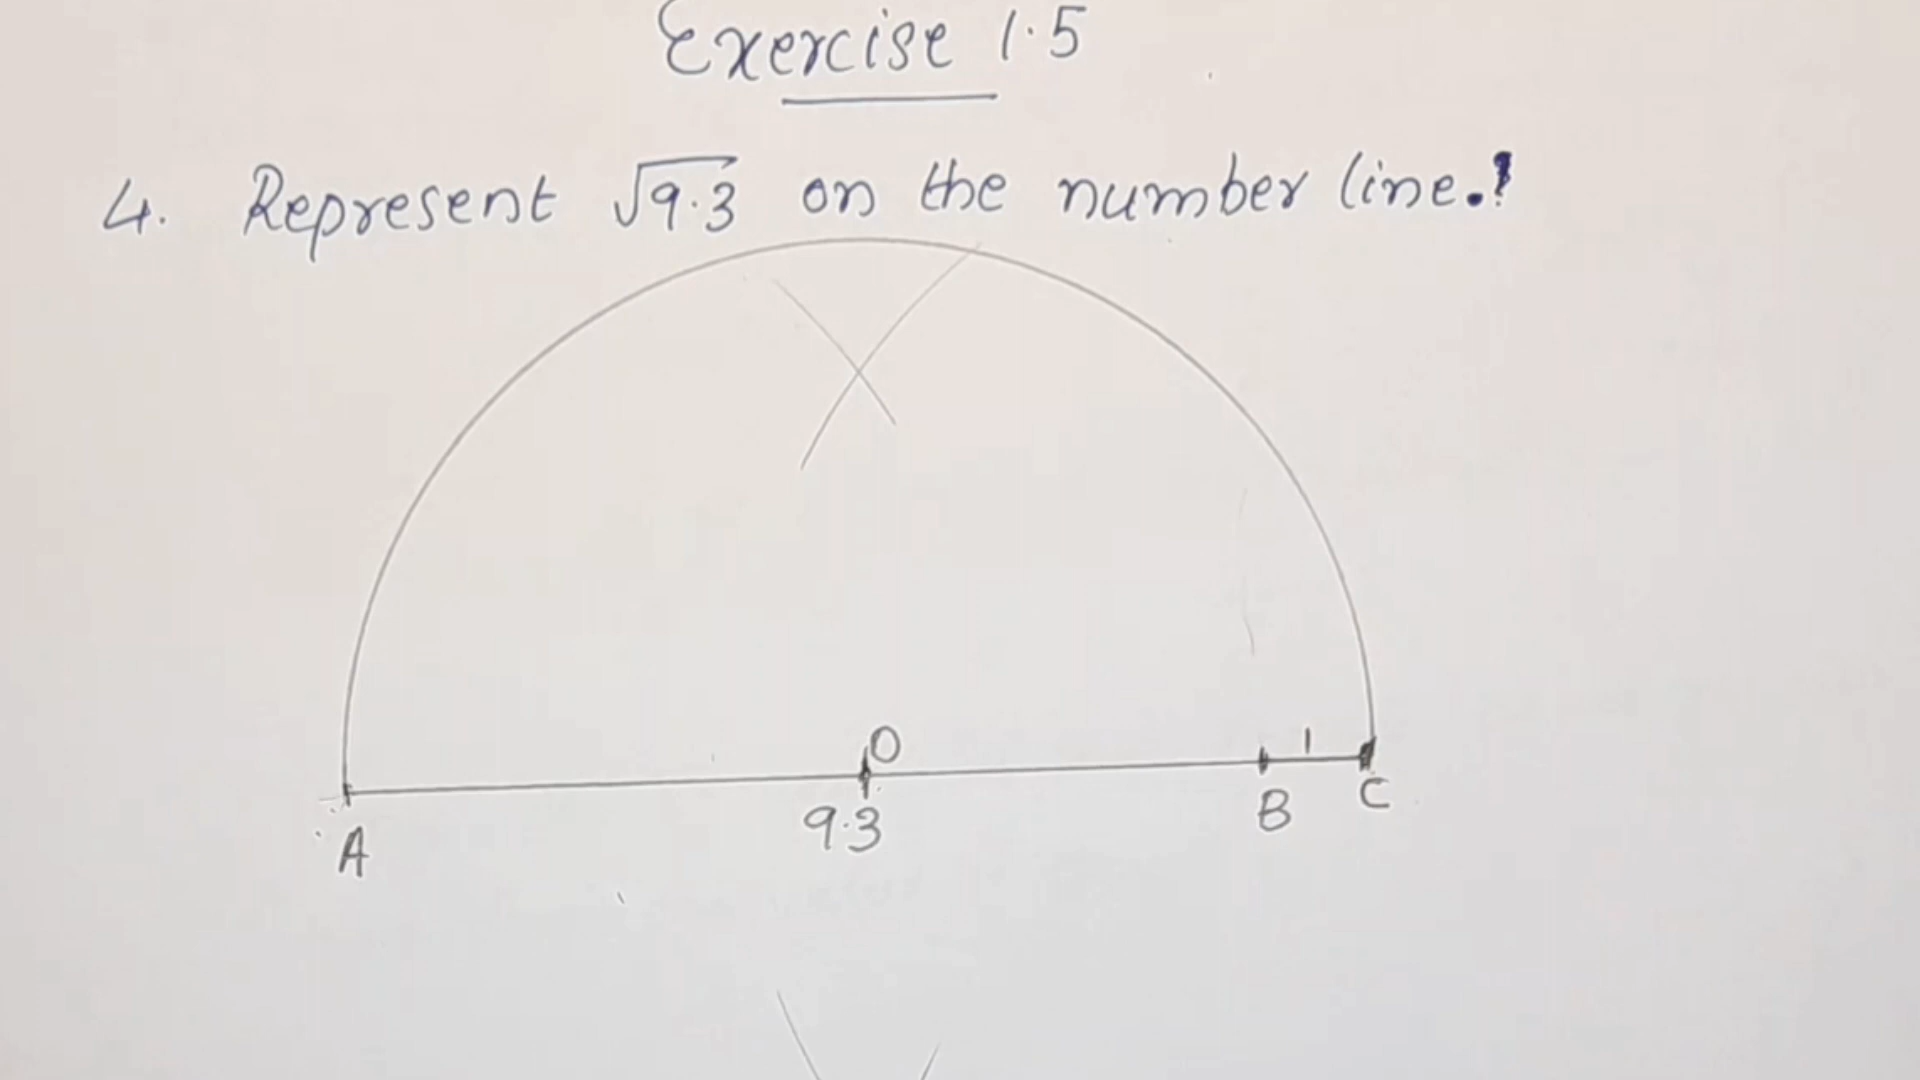 Exercise 1.5
4. Represent √9.3 on the number line.!
O
1
A
9.3
B
C